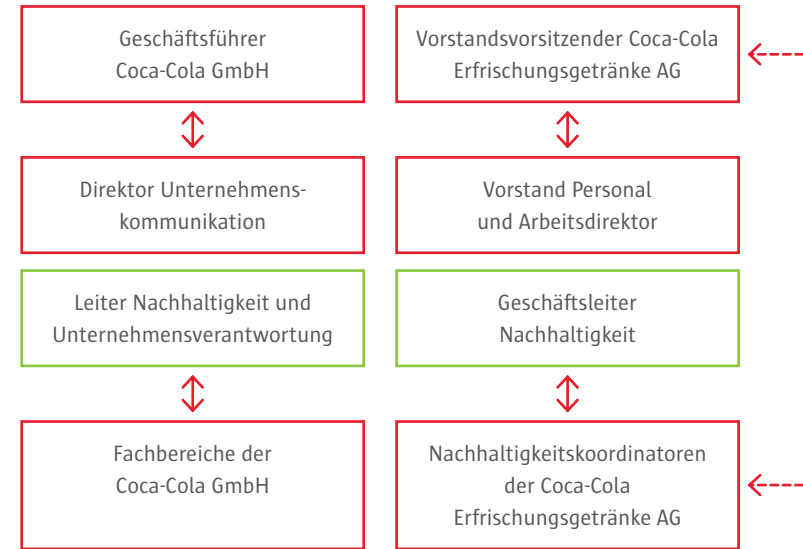 Geschäftsführer
Coca-Cola GmbH
Vorstandsvorsitzender Coca-Cola
Erfrischungsgetränke AG
Direktor Unternehmens-
kommunikation
Vorstand Personal
und Arbeitsdirektor
Leiter Nachhaltigkeit und
Unternehmensverantwortung
Geschäftsleiter
Nachhaltigkeit
Fachbereiche der
Coca-Cola GmbH
Nachhaltigkeitskoordinatoren
der Coca-Cola
Erfrischungsgetränke AG